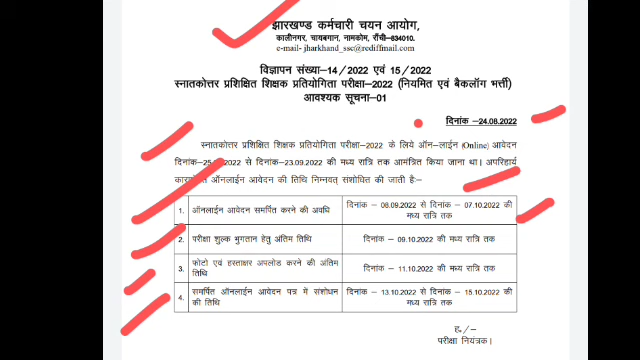 झारखण्ड कर्मचारी चयन आयोग,
कालीनगर, चायबगान, नामकोम, राँची-834010.
e-mail- jharkhand_ssc@rediffmail.com
विज्ञापन संख्या-14/2022 एवं 15/2022
स्नातकोत्तर प्रशिक्षित शिक्षक प्रतियोगिता परीक्षा-2022 (नियमित एवं बैकलॉग भर्ती)
आवश्यक सूचना-01
दिनांक -24.08.2022
स्नातकोत्तर प्रशिक्षित शिक्षक प्रतियोगिता परीक्षा-2022 के लिये ऑन-लाईन (Online) आवेदन
दिनांक-25. 2022 से दिनांक-23.09.2022 की मध्य रात्रि तक आमंत्रित किया जाना था। अपरिहार्य
ऑनलाईन आवेदन की तिथि निम्नवत् संशोधित की जाती है:-
1. ऑनलाईन आवेदन समर्पित करने की अवधि दिनांक - 08.09.2022 से दिनांक - 07.10.2022 की
मध्य रात्रि तक
2. परीक्षा शुल्क भुगतान हेतु अंतिम तिथि दिनांक - 09.10.2022 की मध्य रात्रि तक
3. फोटो एवं हस्ताक्षर अपलोड करने की अंतिम
तिथि दिनांक - 11.10.2022 की मध्य रात्रि तक
4. समर्पित ऑनलाईन आवेदन पत्र में संशोधन
की तिथि दिनांक - 13.10.2022 से दिनांक - 15.10.2022 की
मध्य रात्रि तक
ह./-
परीक्षा नियंत्रक।